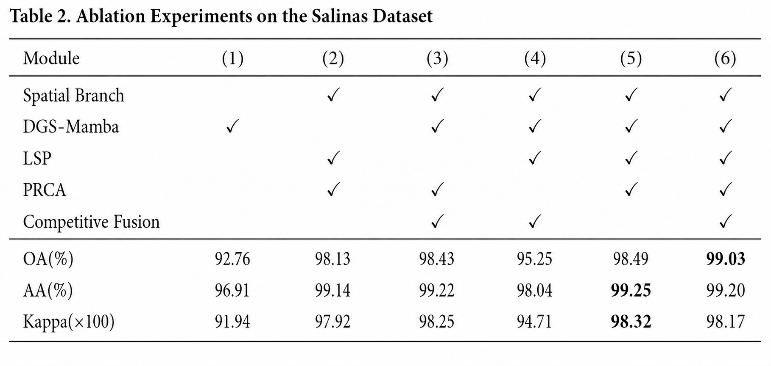 Table 2. Ablation Experiments on the Salinas Dataset
Module (1) (2) (3) (4) (5) (6)
Spatial Branch ✓ ✓ ✓ ✓ ✓
DGS-Mamba ✓ ✓ ✓ ✓ ✓
LSP ✓ ✓ ✓ ✓
PRCA ✓ ✓ ✓ ✓
Competitive Fusion ✓ ✓ ✓
OA(%) 92.76 98.13 98.43 95.25 98.49 99.03
AA(%) 96.91 99.14 99.22 98.04 99.25 99.20
Kappa(×100) 91.94 97.92 98.25 94.71 98.32 98.17